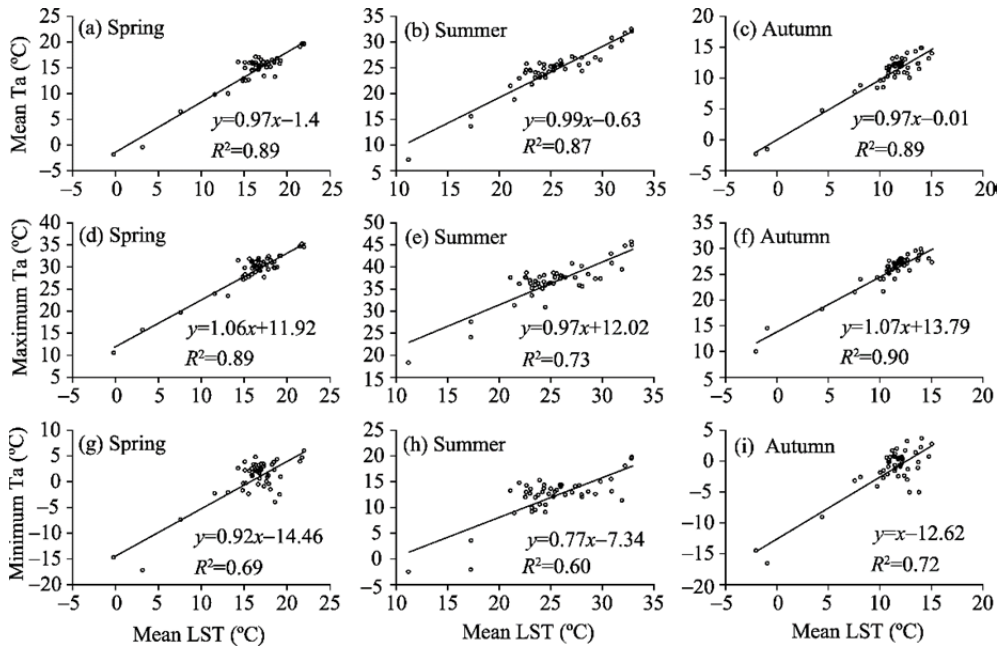 (a) Spring
(b) Summer
(c) Autumn
Mean Ta (ºC)
25
20
15
10
5
0
−5
y=0.97x−1.4
R²=0.89
−5 0 5 10 15 20 25
35
30
25
20
15
10
5
y=0.99x−0.63
R²=0.87
10 15 20 25 30 35
20
15
10
5
0
−5
y=0.97x−0.01
R²=0.89
−5 0 5 10 15 20
(d) Spring
(e) Summer
(f) Autumn
Maximum Ta (ºC)
40
35
30
25
20
15
10
5
y=1.06x+11.92
R²=0.89
−5 0 5 10 15 20 25
50
45
40
35
30
25
20
15
y=0.97x+12.02
R²=0.73
10 15 20 25 30 35
35
30
25
20
15
10
5
y=1.07x+13.79
R²=0.90
−5 0 5 10 15 20
(g) Spring
(h) Summer
(i) Autumn
Minimum Ta (ºC)
10
5
0
−5
−10
−15
−20
y=0.92x−14.46
R²=0.69
−5 0 5 10 15 20 25
25
20
15
10
5
0
−5
y=0.77x−7.34
R²=0.60
10 15 20 25 30 35
5
0
−5
−10
−15
−20
y=x−12.62
R²=0.72
−5 0 5 10 15 20
Mean LST (ºC)
Mean LST (ºC)
Mean LST (ºC)